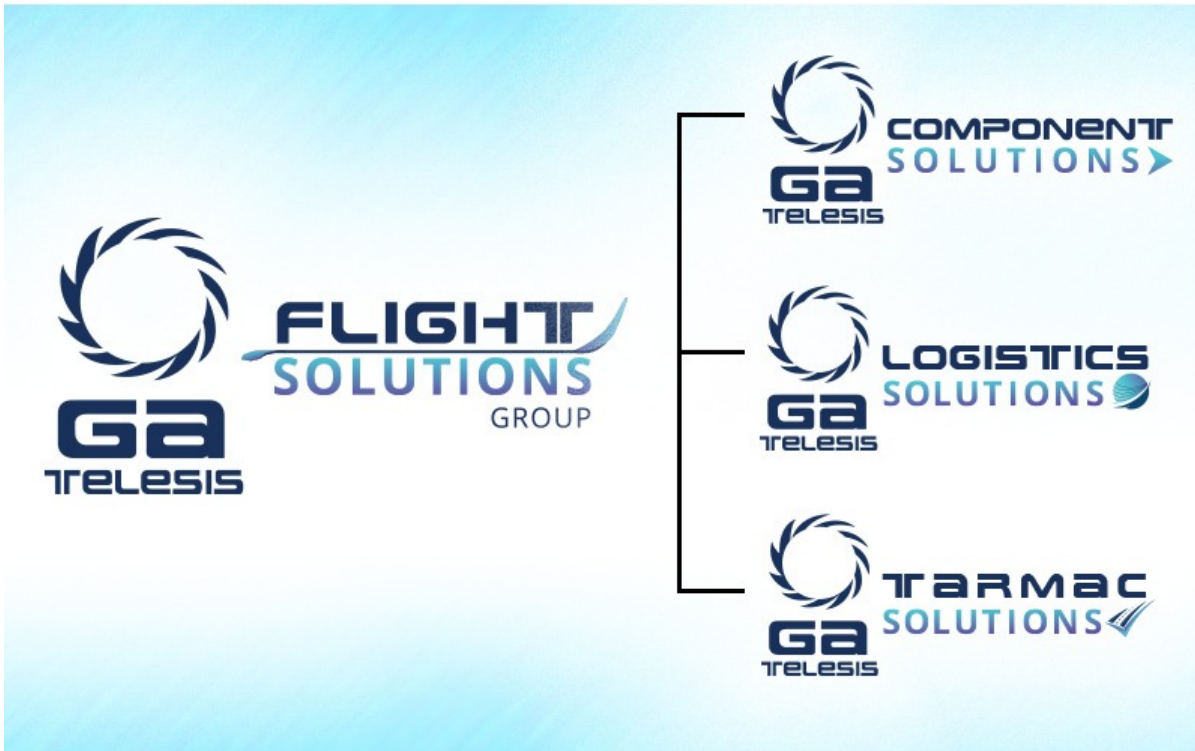 GA
TELESIS
FLIGHT
SOLUTIONS
GROUP
GA
TELESIS
COMPONENT
SOLUTIONS
GA
TELESIS
LOGISTICS
SOLUTIONS
GA
TELESIS
TARMAC
SOLUTIONS